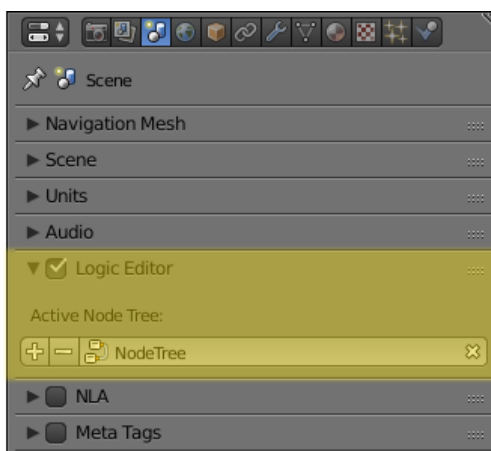 Scene
Navigation Mesh
Scene
Units
Audio
Logic Editor
Active Node Tree:
NodeTree
NLA
Meta Tags